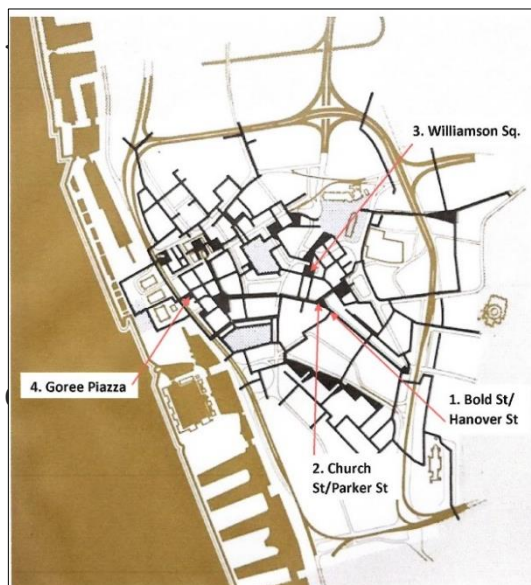 3. Williamson Sq.
4. Goree Piazza
1. Bold St/
Hanover St
2. Church
St/Parker St